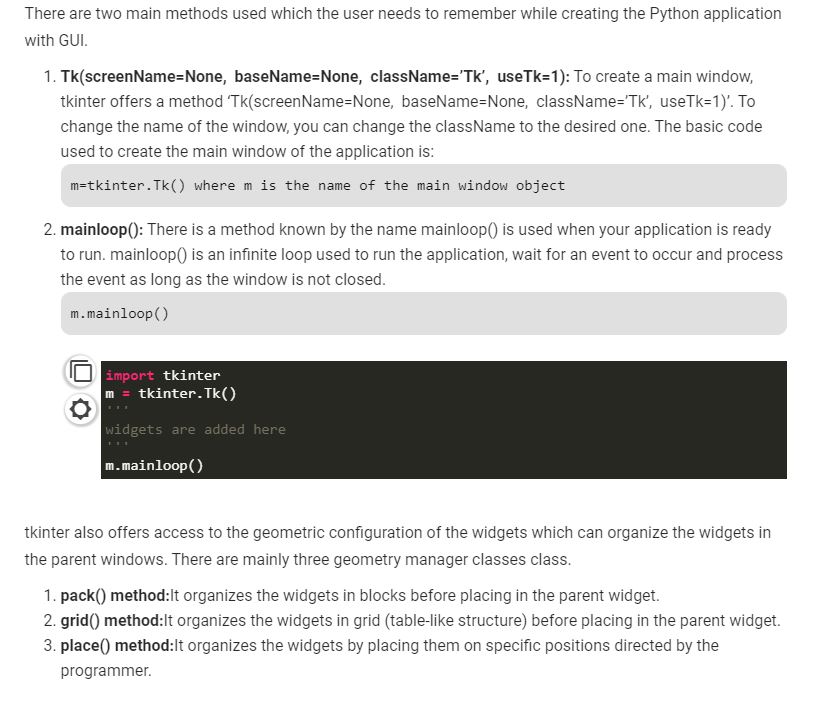 There are two main methods used which the user needs to remember while creating the Python application
with GUI.
1. Tk(screenName=None,  baseName=None,  className=’Tk’,  useTk=1): To create a main window,
tkinter offers a method ‘Tk(screenName=None,  baseName=None,  className=’Tk’,  useTk=1)’. To
change the name of the window, you can change the className to the desired one. The basic code
used to create the main window of the application is:
m=tkinter.Tk() where m is the name of the main window object
2. mainloop(): There is a method known by the name mainloop() is used when your application is ready
to run. mainloop() is an infinite loop used to run the application, wait for an event to occur and process
the event as long as the window is not closed.
m.mainloop()
import tkinter
m = tkinter.Tk()
'''
widgets are added here
'''
m.mainloop()
tkinter also offers access to the geometric configuration of the widgets which can organize the widgets in
the parent windows. There are mainly three geometry manager classes class.
1. pack() method:It organizes the widgets in blocks before placing in the parent widget.
2. grid() method:It organizes the widgets in grid (table-like structure) before placing in the parent widget.
3. place() method:It organizes the widgets by placing them on specific positions directed by the
programmer.